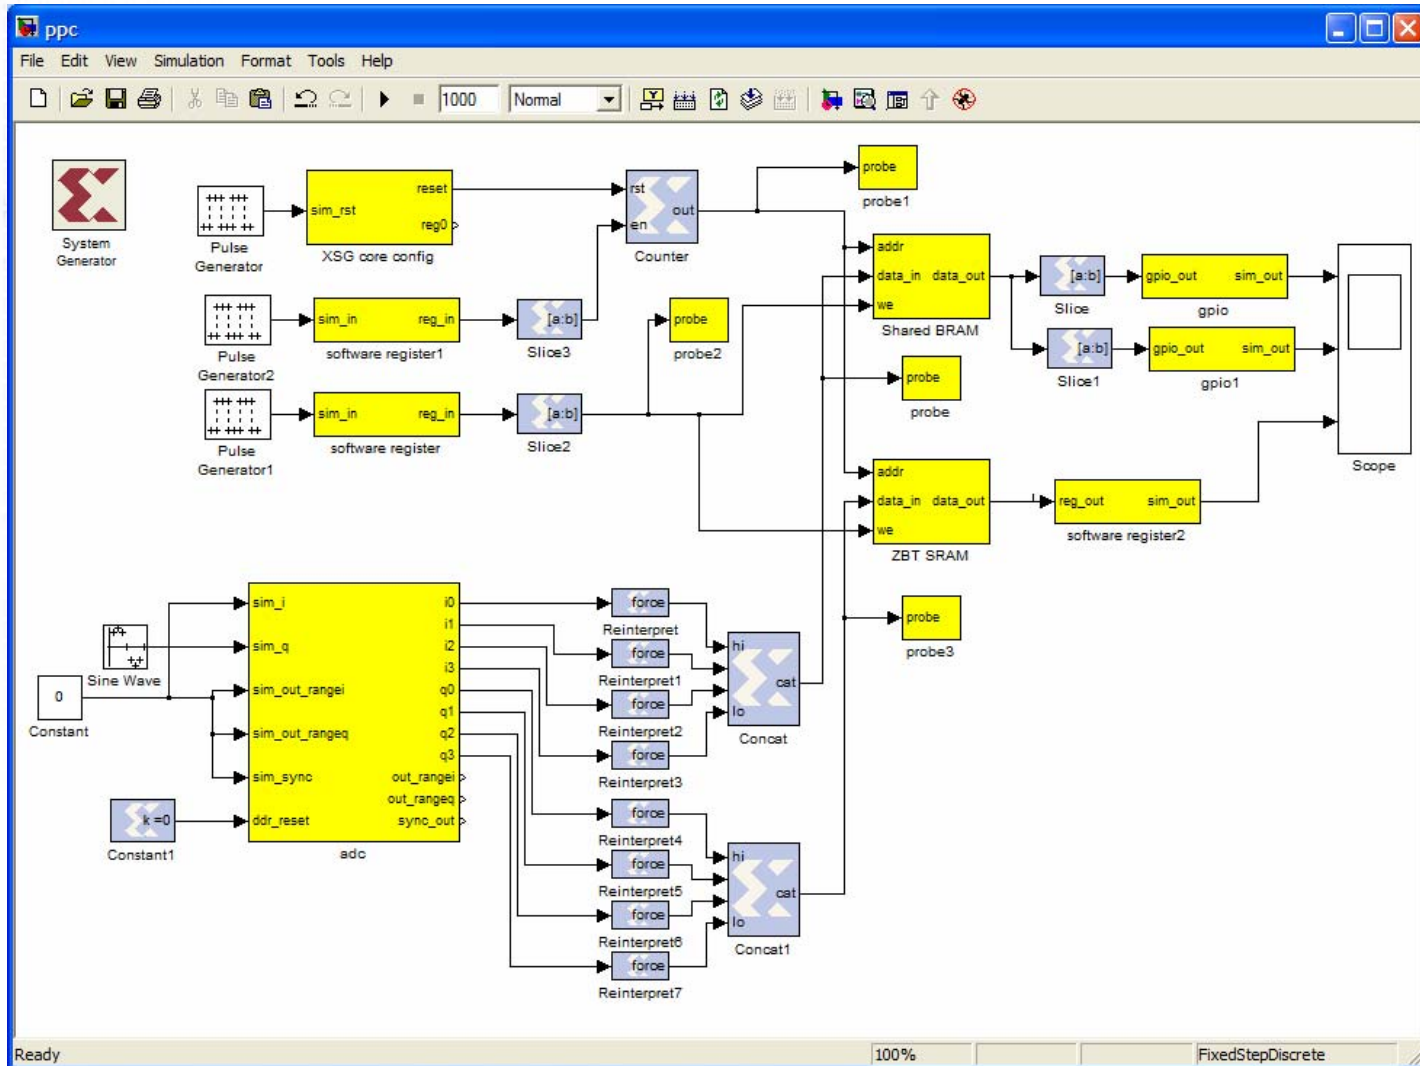 ppc
File Edit View Simulation Format Tools Help
1000 Normal
System
Generator
Pulse
Generator
sim_rst reset
reg0
XSG core config
rst
en
out
Counter
probe
probe1
Pulse
Generator2
sim_in reg_in
software register1
[a:b]
Slice3
probe
probe2
Pulse
Generator1
sim_in reg_in
software register
[a:b]
Slice2
addr
data_in data_out
we
Shared BRAM
[a:b]
Slice
gpio_out sim_out
gpio
[a:b]
Slice1
gpio_out sim_out
gpio1
Scope
probe
probe
addr
data_in data_out
we
ZBT SRAM
reg_out sim_out
software register2
probe
probe3
Sine Wave
0
Constant
k =0
Constant1
sim_i i0
i1
sim_q i2
i3
sim_out_rangei q0
q1
sim_out_rangeq q2
q3
sim_sync out_rangei
out_rangeq
ddr_reset sync_out
adc
force
Reinterpret
force
Reinterpret1
force
Reinterpret2
force
Reinterpret3
hi
cat
lo
Concat
force
Reinterpret4
force
Reinterpret5
force
Reinterpret6
force
Reinterpret7
hi
cat
lo
Concat1
Ready 100% FixedStepDiscrete